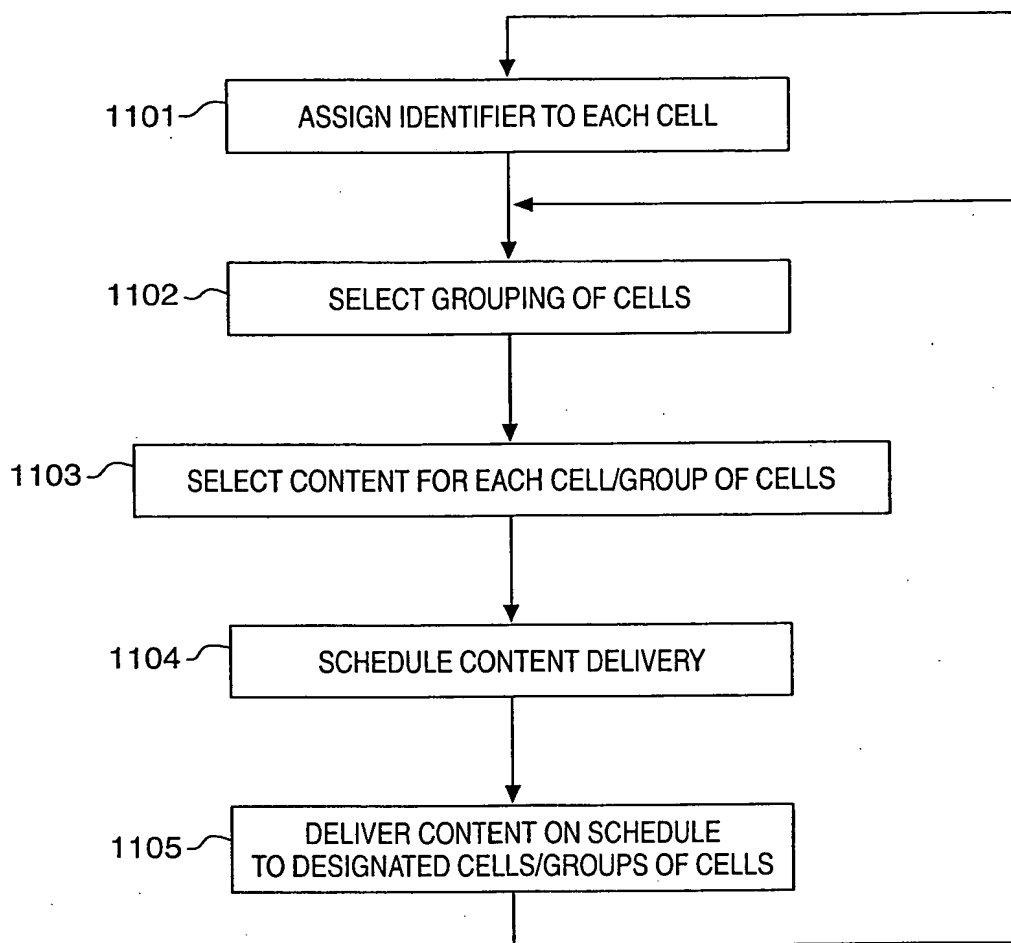 1101
ASSIGN IDENTIFIER TO EACH CELL
1102
SELECT GROUPING OF CELLS
1103
SELECT CONTENT FOR EACH CELL/GROUP OF CELLS
1104
SCHEDULE CONTENT DELIVERY
1105
DELIVER CONTENT ON SCHEDULE
TO DESIGNATED CELLS/GROUPS OF CELLS